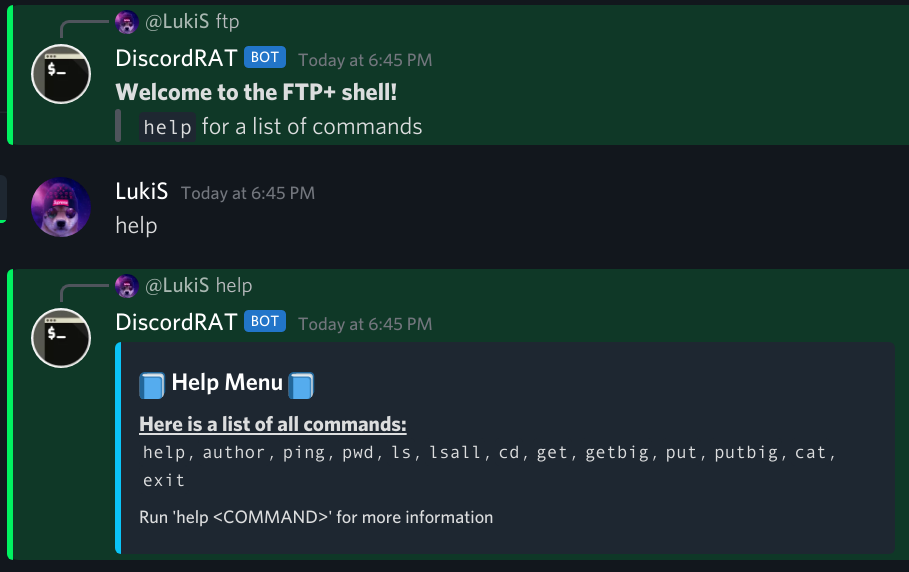 @LukiS ftp
DiscordRAT BOT Today at 6:45 PM
Welcome to the FTP+ shell!
help for a list of commands
LukiS Today at 6:45 PM
help
@LukiS help
DiscordRAT BOT Today at 6:45 PM
Help Menu
Here is a list of all commands:
help, author, ping, pwd, ls, lsall, cd, get, getbig, put, putbig, cat,
exit
Run 'help <COMMAND>' for more information